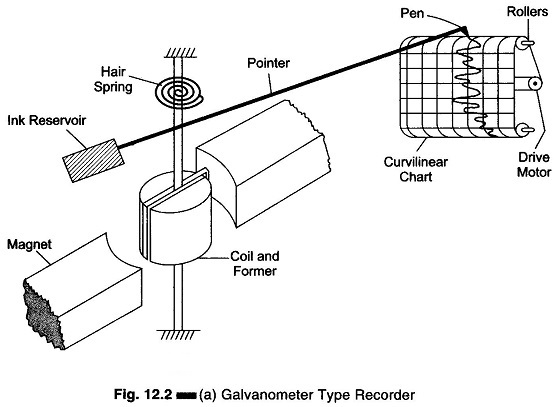 Pen
Rollers
Hair
Spring
Pointer
Ink Reservoir
Curvilinear
Chart
Drive
Motor
Magnet
Coil and
Former
Fig. 12.2 (a) Galvanometer Type Recorder